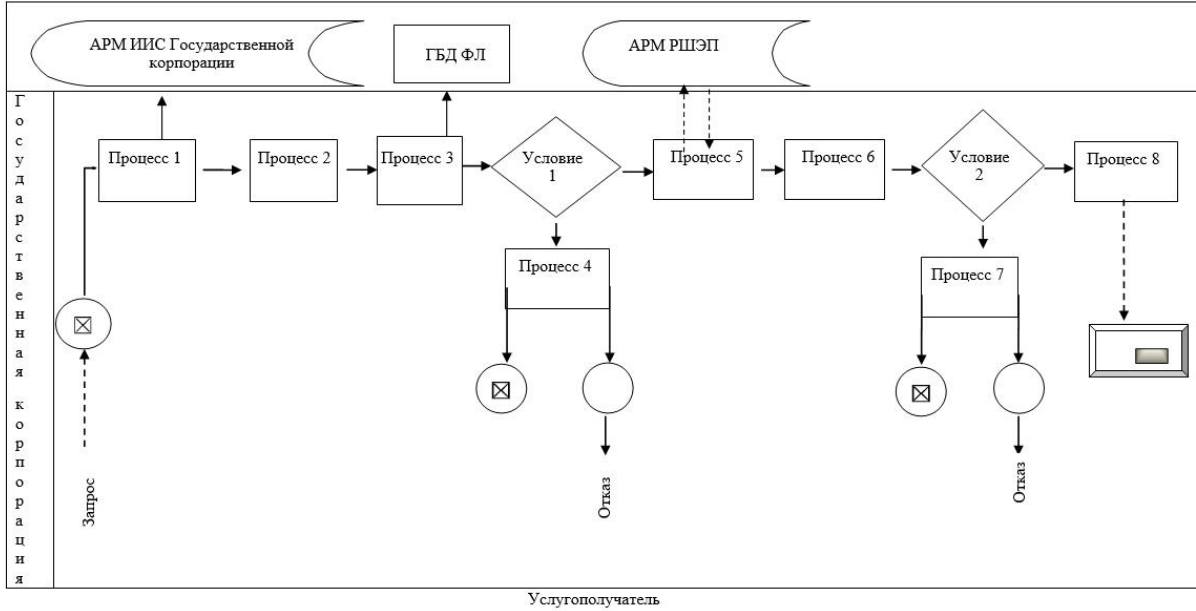 АРМ ИИС Государственной
корпорации
ГБД ФЛ
АРМ РШЭП
Государственная корпорация
Процесс 1
Процесс 2
Процесс 3
Условие
1
Процесс 5
Процесс 6
Условие
2
Процесс 8
Процесс 4
Процесс 7
Запрос
Отказ
Отказ
Услугополучатель